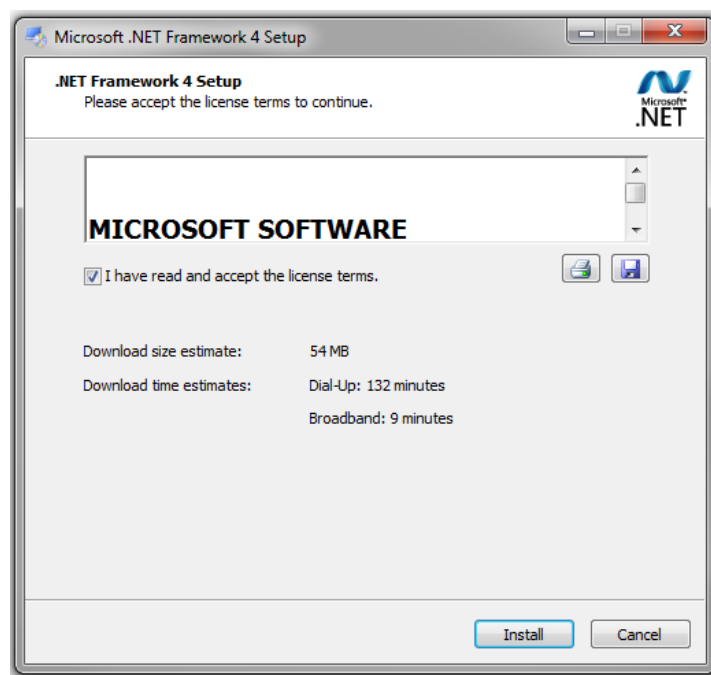 Microsoft .NET Framework 4 Setup
.NET Framework 4 Setup
Please accept the license terms to continue.
Microsoft®
.NET
MICROSOFT SOFTWARE
I have read and accept the license terms.
Download size estimate: 54 MB
Download time estimates: Dial-Up: 132 minutes
Broadband: 9 minutes
Install Cancel